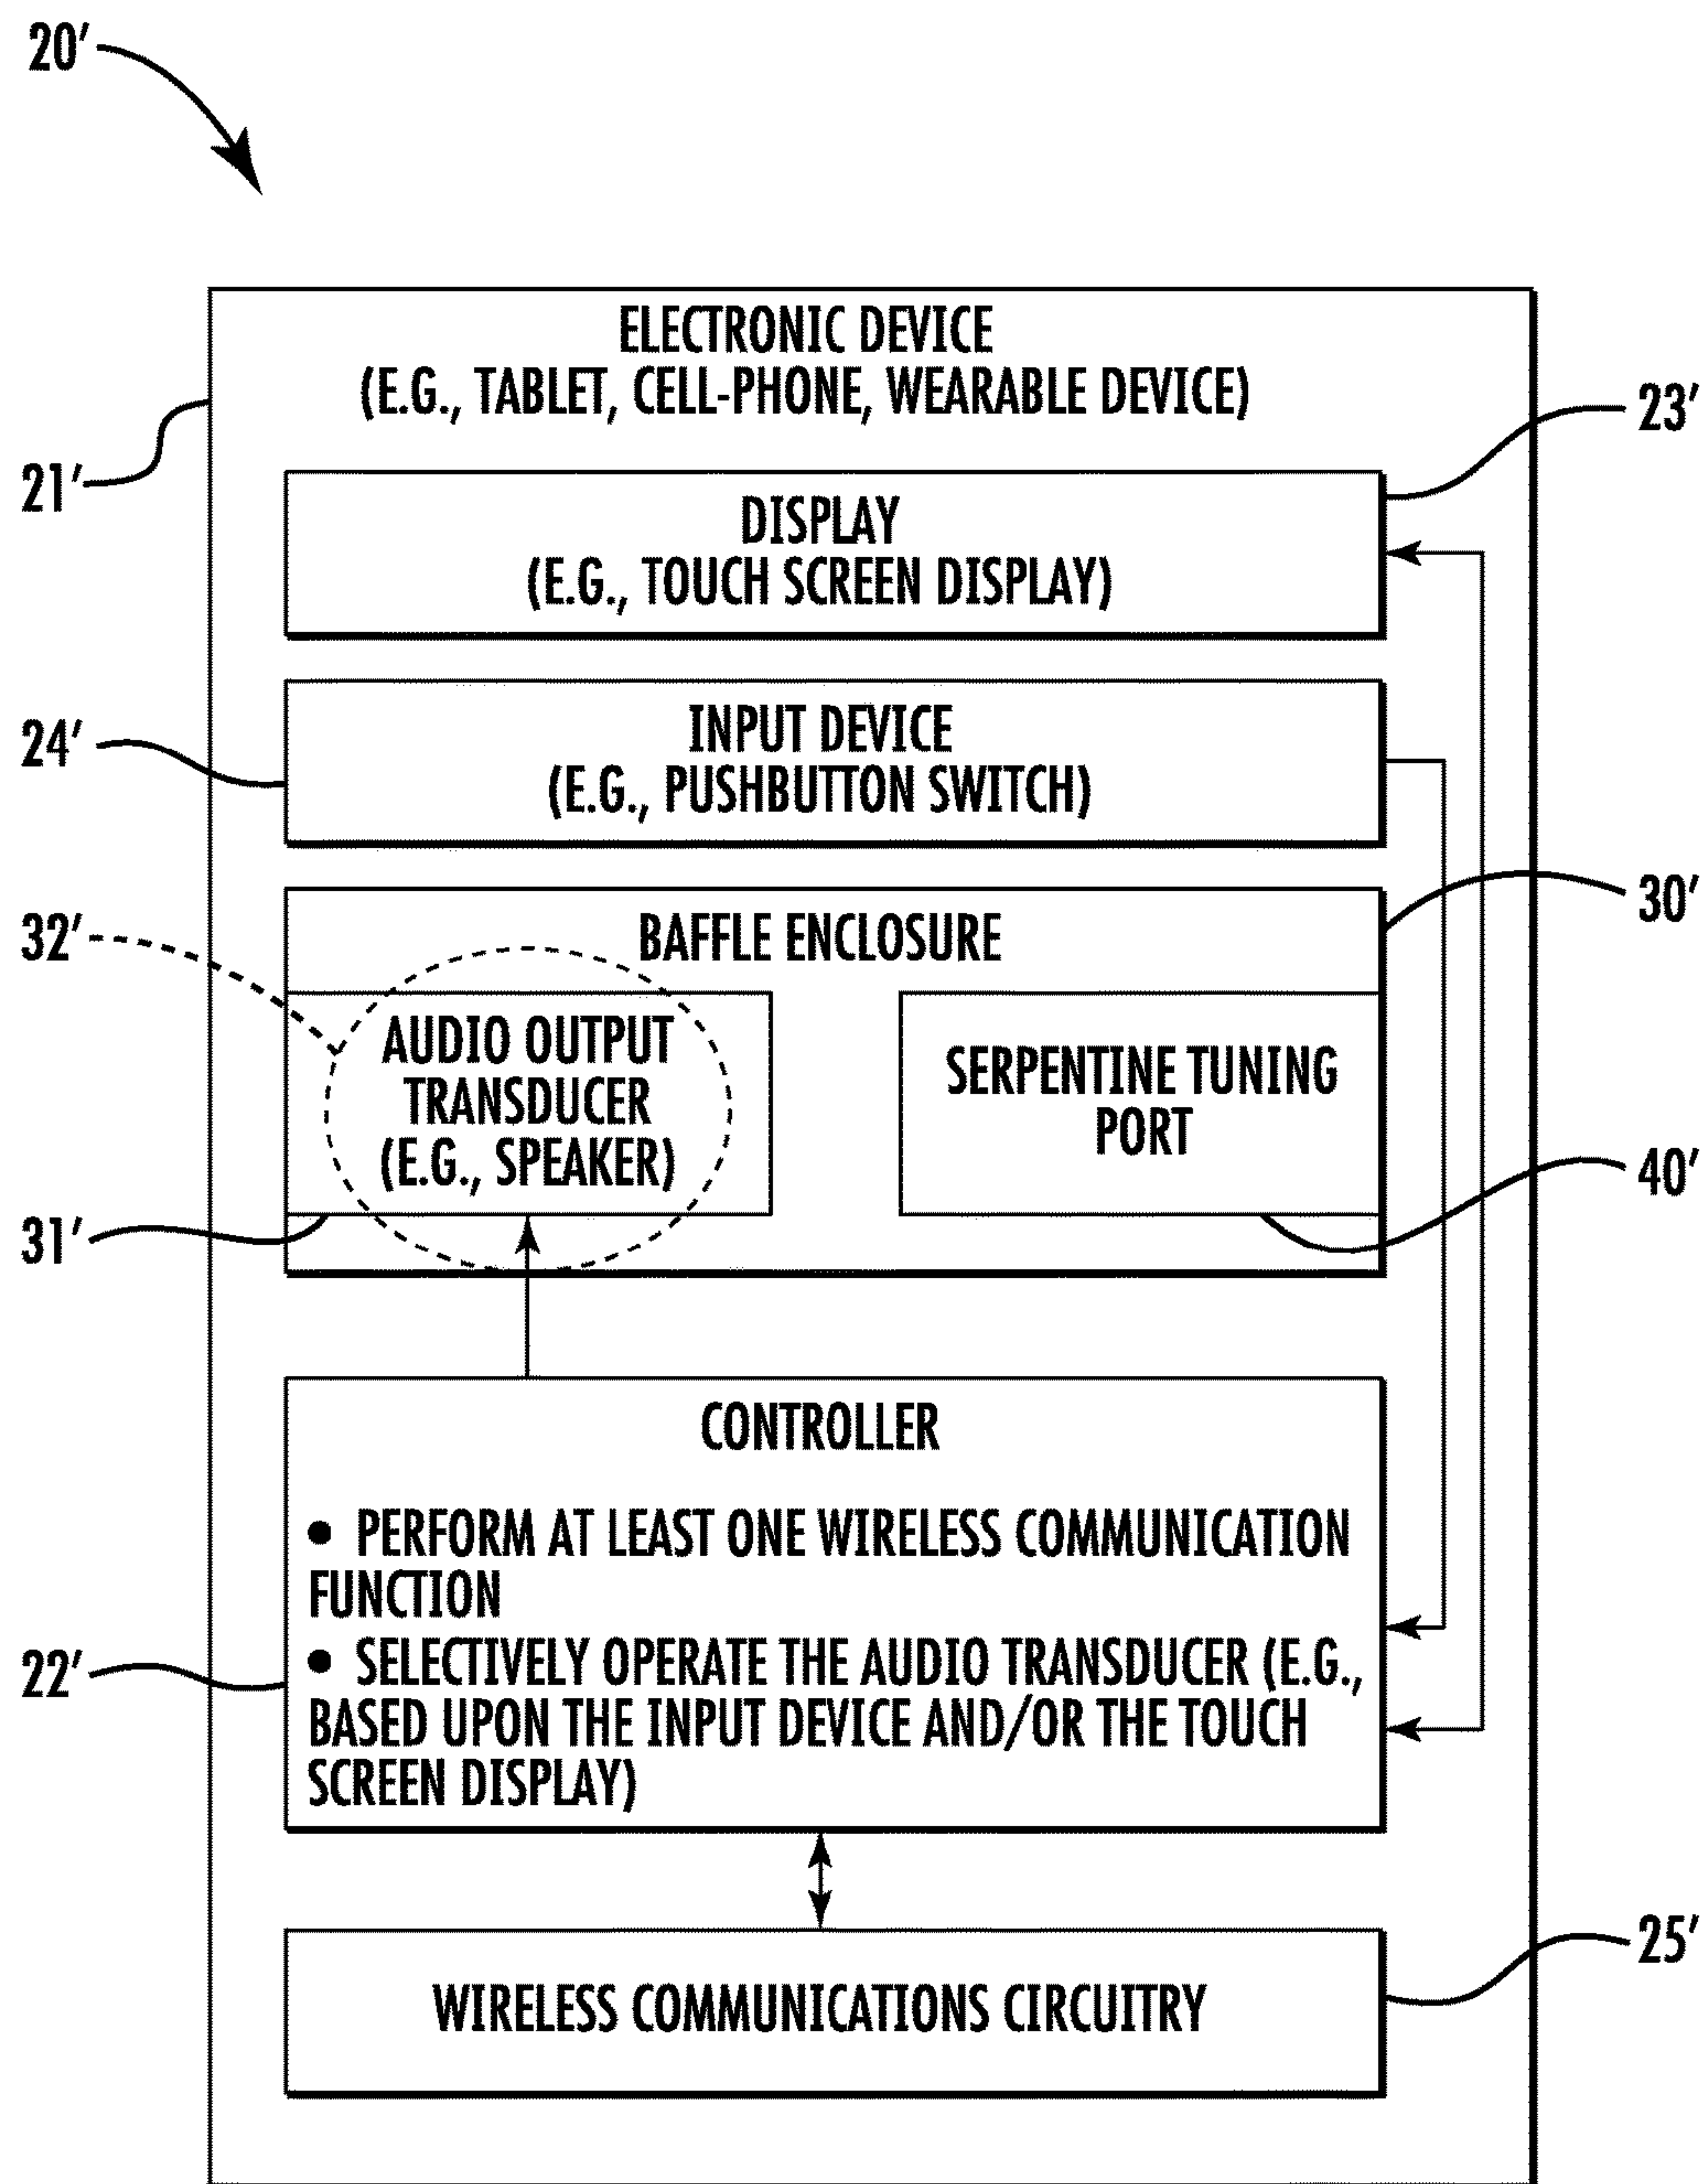 20'
ELECTRONIC DEVICE
(E.G., TABLET, CELL-PHONE, WEARABLE DEVICE)
23'
21'
DISPLAY
(E.G., TOUCH SCREEN DISPLAY)
24'
INPUT DEVICE
(E.G., PUSHBUTTON SWITCH)
30'
32'
BAFFLE ENCLOSURE
AUDIO OUTPUT
TRANSDUCER
(E.G., SPEAKER)
SERPENTINE TUNING
PORT
40'
31'
CONTROLLER
● PERFORM AT LEAST ONE WIRELESS COMMUNICATION
FUNCTION
● SELECTIVELY OPERATE THE AUDIO TRANSDUCER (E.G.,
BASED UPON THE INPUT DEVICE AND/OR THE TOUCH
SCREEN DISPLAY)
22'
25'
WIRELESS COMMUNICATIONS CIRCUITRY